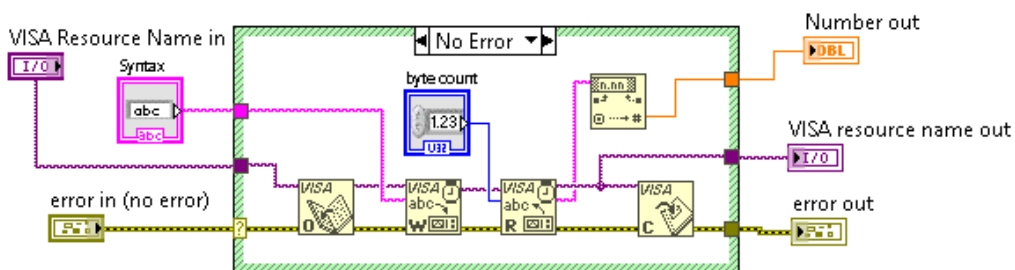 Number out
VISA Resource Name in
No Error
I/O
DBL
Syntax
byte count
n.nn
abc
1.23
#
VISA resource name out
abc
U32
I/O
VISA
VISA
VISA
VISA
error in (no error)
abc
abc
error out
O
W
R
C
?